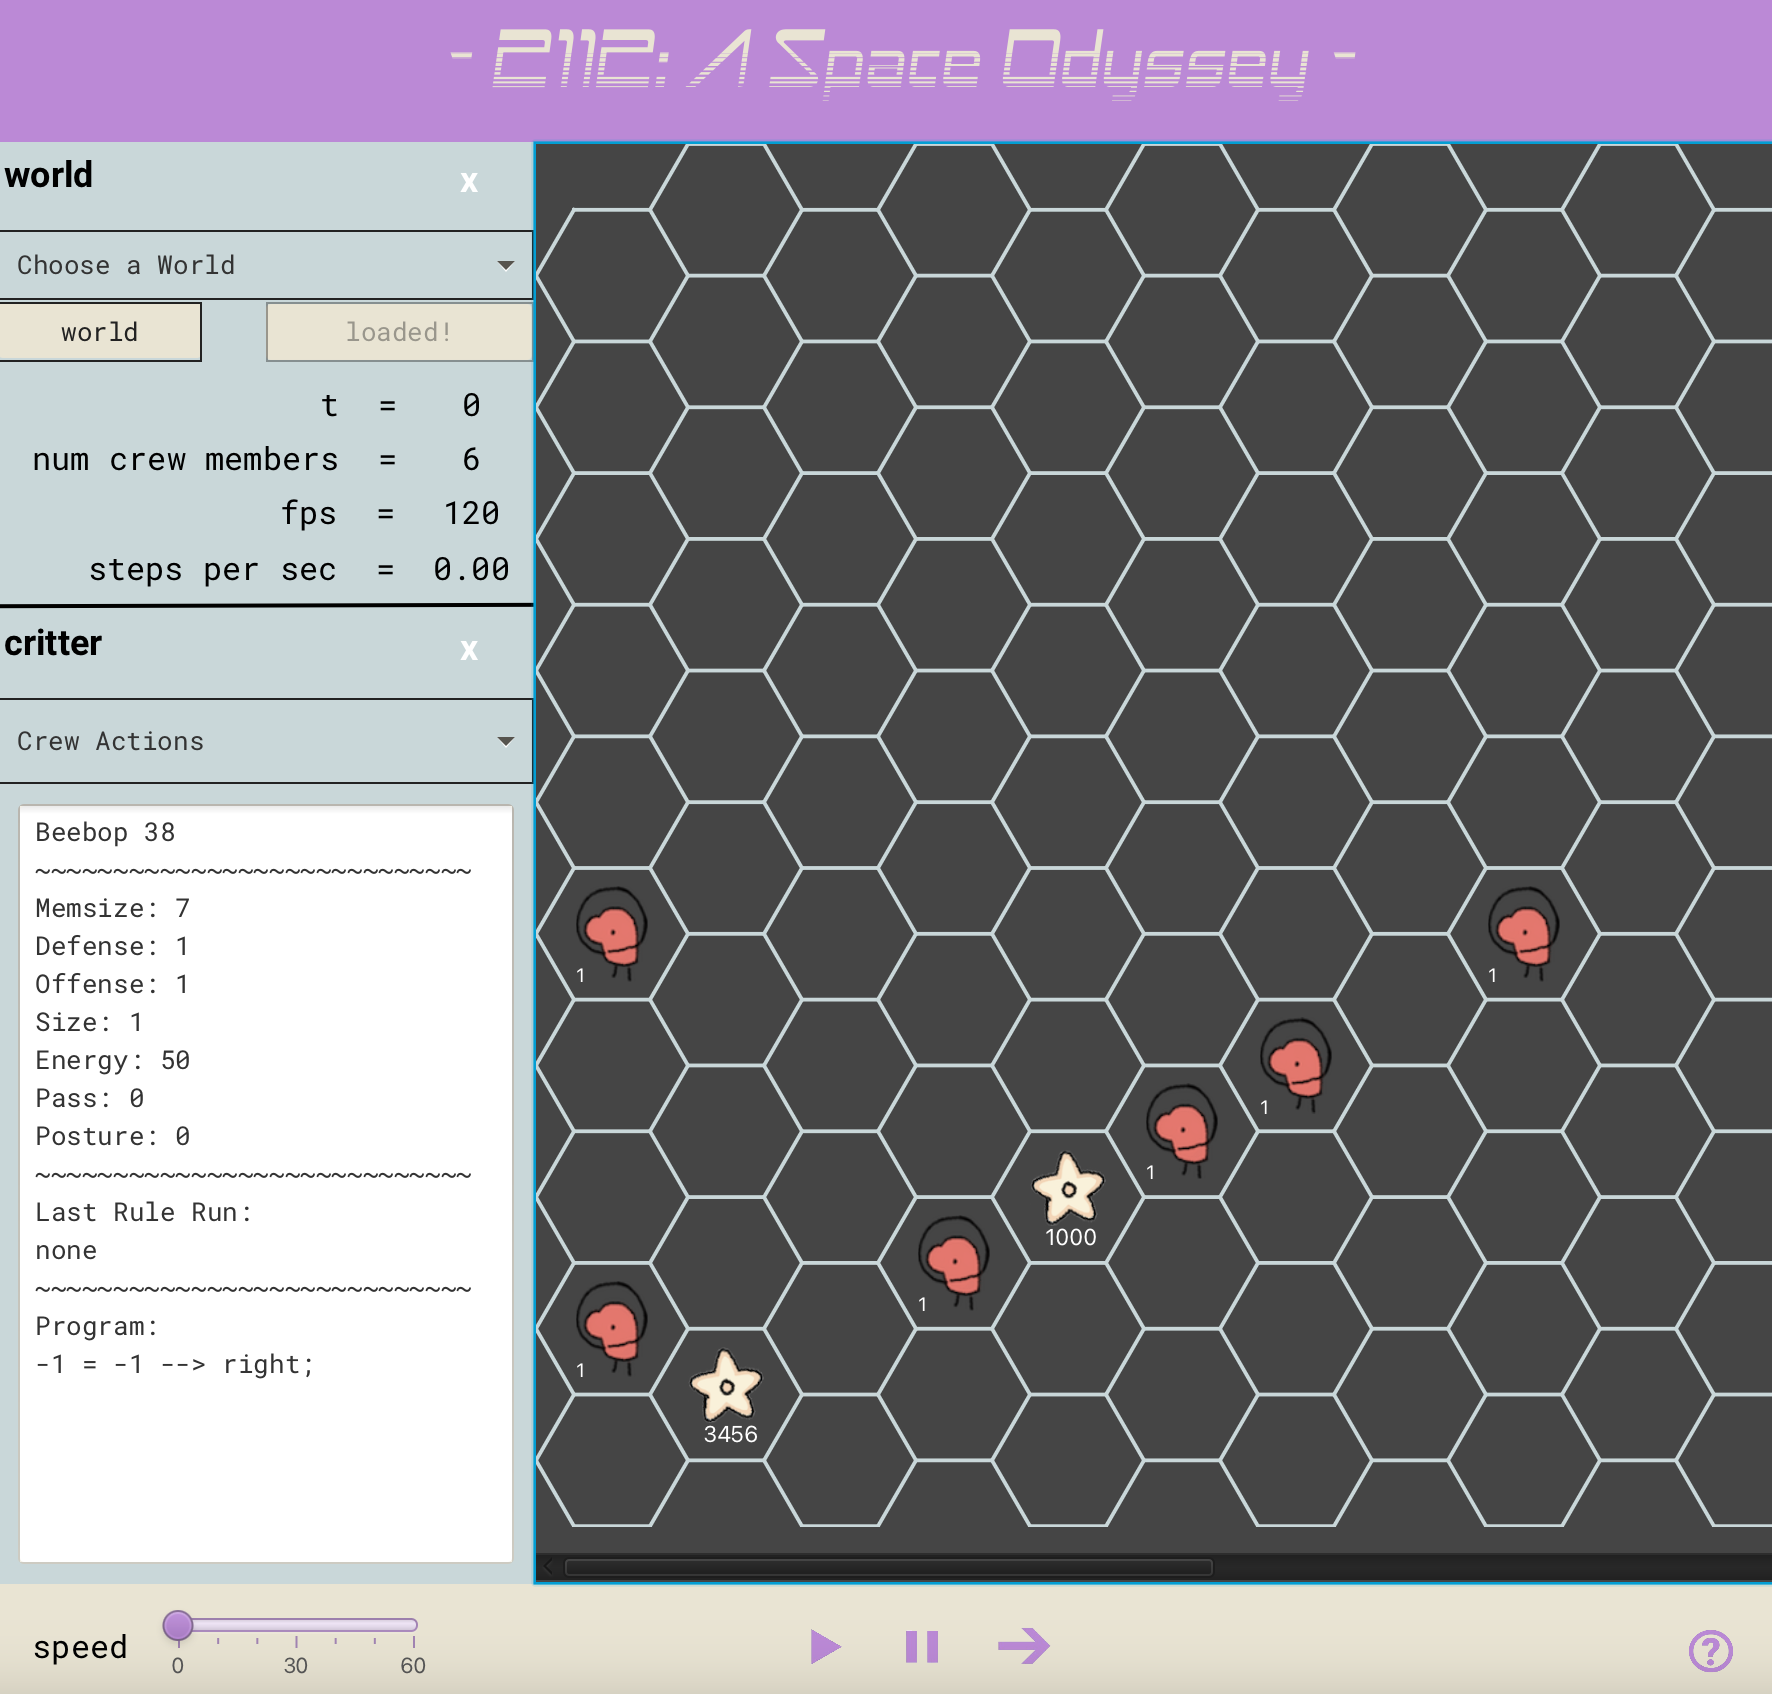 - 2112: A Space Odyssey -
world x
Choose a World
world loaded!
t = 0
num crew members = 6
fps = 120
steps per sec = 0.00
critter x
Crew Actions
Beebop 38
~~~~~~~~~~~~~~~~~~~~~~~~~~~~
Memsize: 7
Defense: 1
Offense: 1
Size: 1
Energy: 50
Pass: 0
Posture: 0
~~~~~~~~~~~~~~~~~~~~~~~~~~~~
Last Rule Run:
none
~~~~~~~~~~~~~~~~~~~~~~~~~~~~
Program:
-1 = -1 --> right;
1
1
1
1
1000
1
1
3456
speed
0 30 60
?